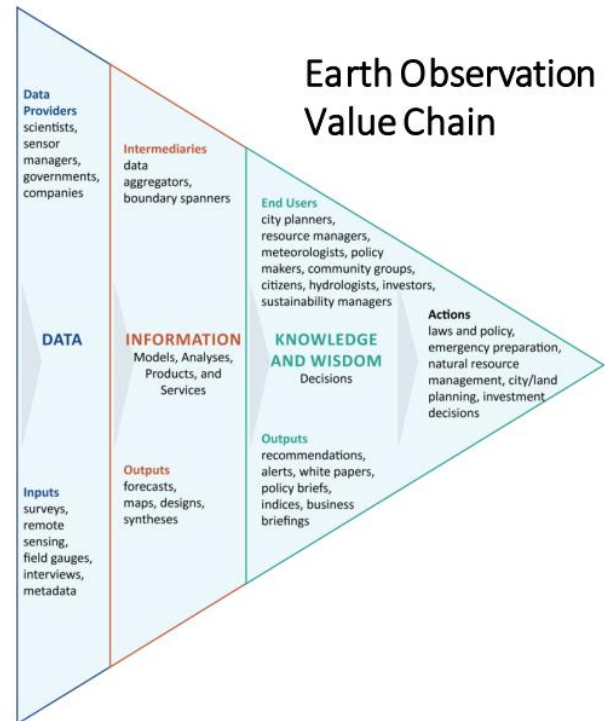 Earth Observation
Value Chain
Data
Providers
scientists,
sensor
managers,
governments,
companies
DATA
Inputs
surveys,
remote
sensing,
field gauges,
interviews,
metadata
Intermediaries
data
aggregators,
boundary spanners
INFORMATION
Models, Analyses,
Products, and
Services
Outputs
forecasts,
maps, designs,
syntheses
End Users
city planners,
resource managers,
meteorologists, policy
makers, community groups,
citizens, hydrologists, investors,
sustainability managers
KNOWLEDGE
AND WISDOM
Decisions
Outputs
recommendations,
alerts, white papers,
policy briefs,
indices, business
briefings
Actions
laws and policy,
emergency preparation,
natural resource
management, city/land
planning, investment
decisions